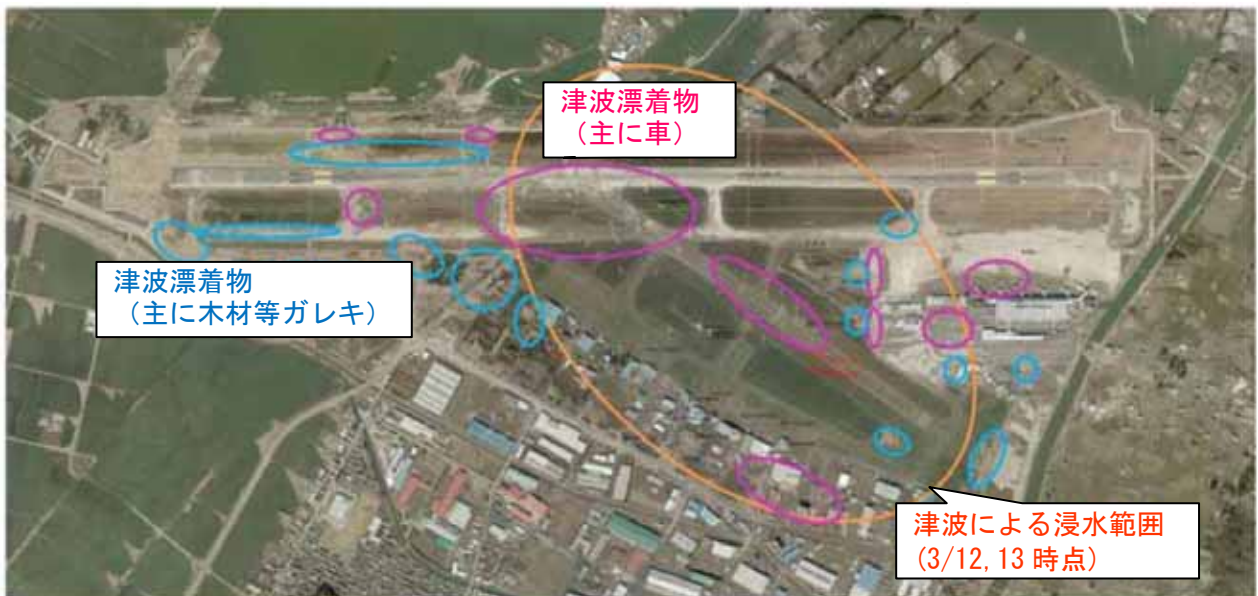 津波漂着物
（主に車）
津波漂着物
（主に木材等ガレキ）
津波による浸水範囲
(3/12,13 時点)